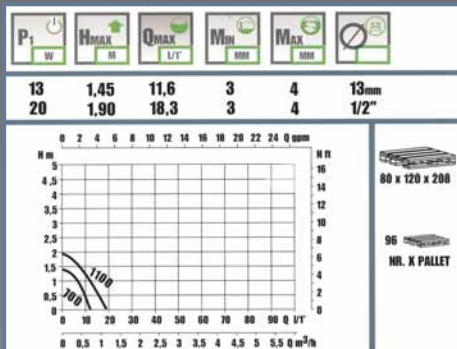 P1 W HMAX M QMAX L/1' MIN MM MAX MM Ø
13 1,45 11,6 3 4 13mm
20 1,90 18,3 3 4 1/2"
0 2 4 6 8 10 12 14 16 18 20 22 24 Q gpm
H m
5
4,5
4
3,5
3
2,5
2
1,5
1
0,5
0
H ft
16
14
12
10
8
6
4
2
0
1100
700
0 10 20 30 40 50 60 70 80 90 Q l/1'
0 0,5 1 1,5 2 2,5 3 3,5 4 4,5 5 5,5 Q m³/h
80 x 120 x 208
96
NR. X PALLET